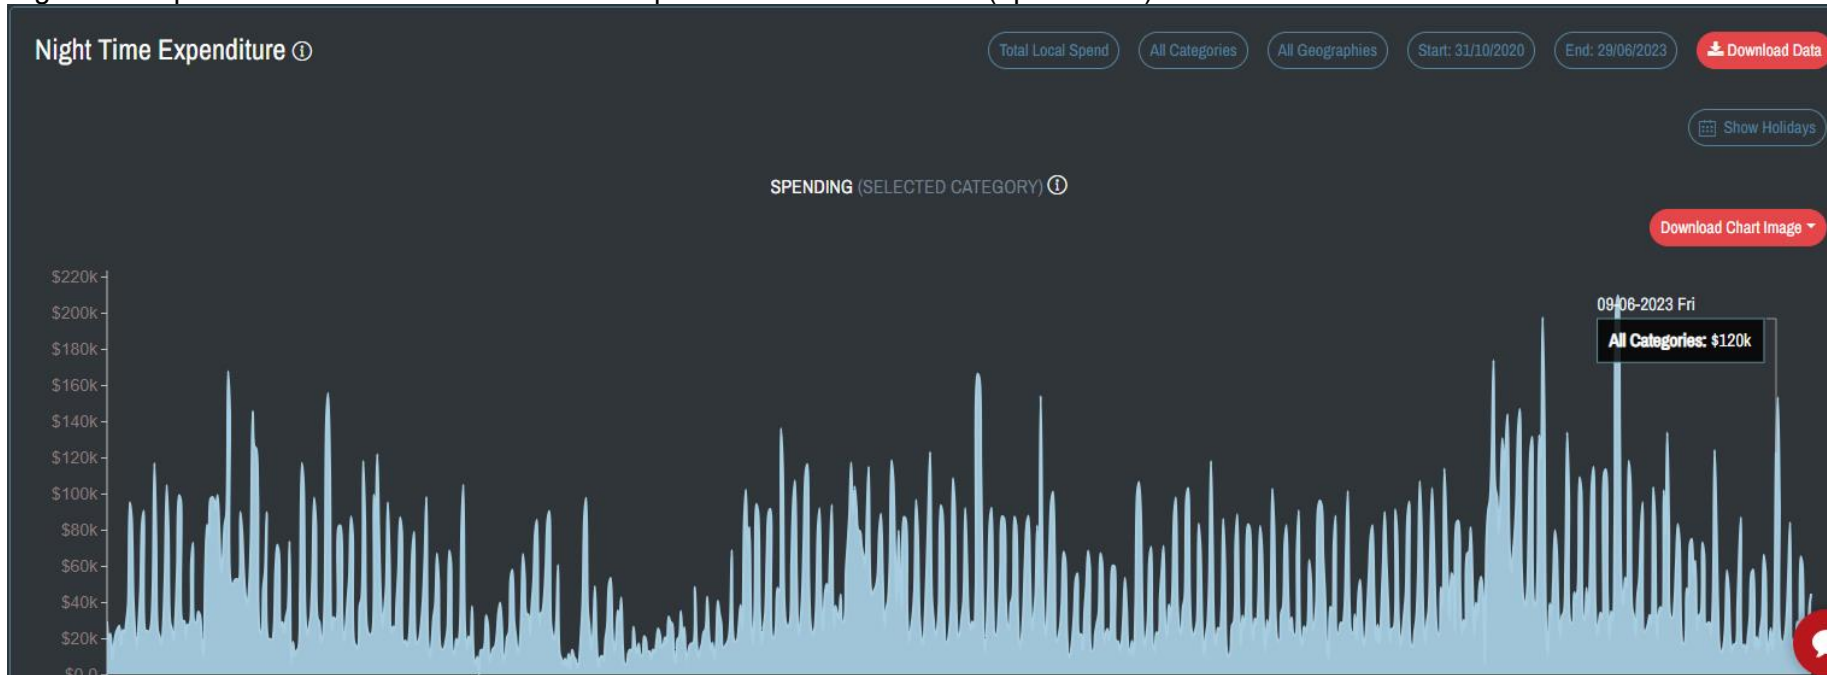 Night Time Expenditure
Total Local Spend
All Categories
All Geographies
Start: 31/10/2020
End: 29/06/2023
Download Data
Show Holidays
SPENDING (SELECTED CATEGORY)
Download Chart Image
$220k
$200k
$180k
$160k
$140k
$120k
$100k
$80k
$60k
$40k
$20k
$0.0
09-06-2023 Fri
All Categories: $120k